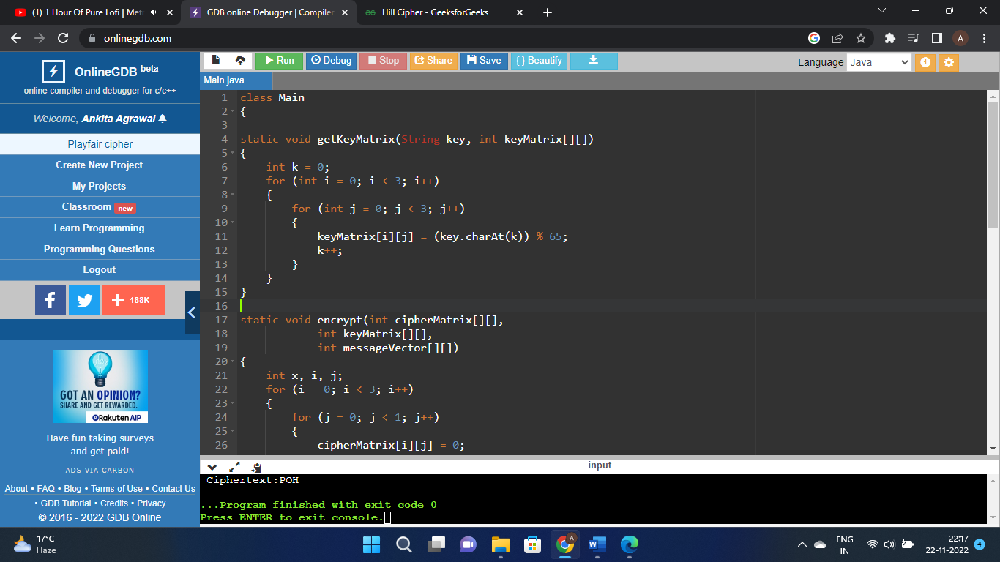 (1) 1 Hour Of Pure Lofi | Met
GDB online Debugger | Compiler
Hill Cipher - GeeksforGeeks
onlinegdb.com
A
OnlineGDB beta
online compiler and debugger for c/c++
Welcome, Ankita Agrawal
Playfair cipher
Create New Project
My Projects
Classroom new
Learn Programming
Programming Questions
Logout
f
+ 188K
GOT AN OPINION?
SHARE AND GET REWARDED.
Rakuten AIP
Have fun taking surveys
and get paid!
ADS VIA CARBON
About • FAQ • Blog • Terms of Use • Contact Us
• GDB Tutorial • Credits • Privacy
© 2016 - 2022 GDB Online
Run Debug Stop Share Save { } Beautify
Language Java
Main.java
1 class Main
2 {
3
4 static void getKeyMatrix(String key, int keyMatrix[][])
5 {
6 int k = 0;
7 for (int i = 0; i < 3; i++)
8 {
9 for (int j = 0; j < 3; j++)
10 {
11 keyMatrix[i][j] = (key.charAt(k)) % 65;
12 k++;
13 }
14 }
15 }
16
17 static void encrypt(int cipherMatrix[][],
18 int keyMatrix[][],
19 int messageVector[][])
20 {
21 int x, i, j;
22 for (i = 0; i < 3; i++)
23 {
24 for (j = 0; j < 1; j++)
25 {
26 cipherMatrix[i][j] = 0;
input
Ciphertext:POH
...Program finished with exit code 0
Press ENTER to exit console.
17°C
Haze
A
W
ENG
IN
22:17
22-11-2022
4